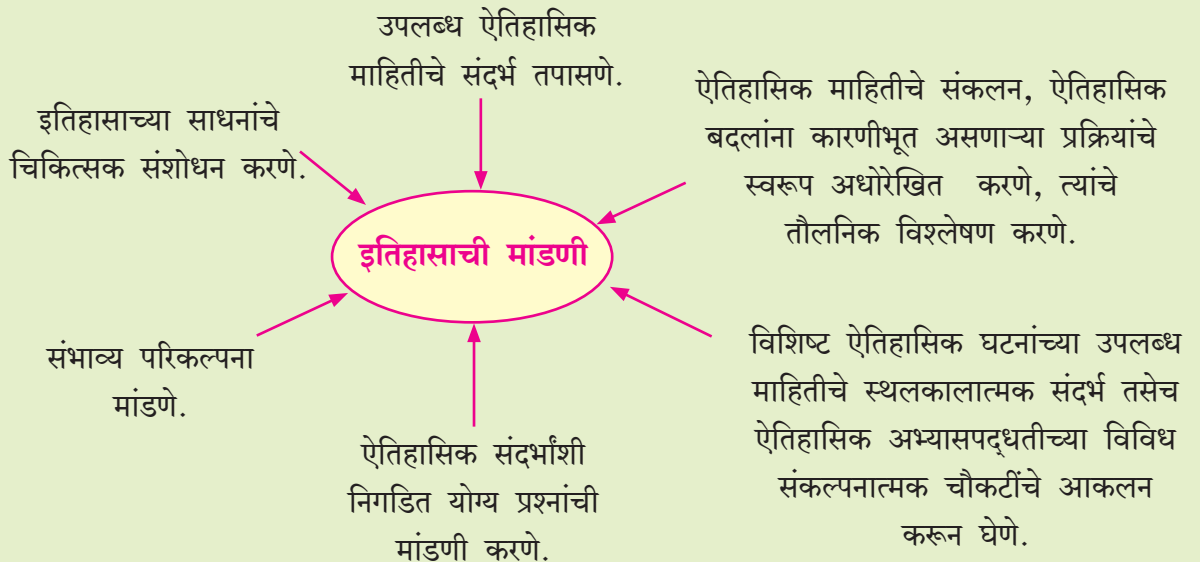 उपलब्ध ऐतिहासिक
माहितीचे संदर्भ तपासणे.
ऐतिहासिक माहितीचे संकलन, ऐतिहासिक
बदलांना कारणीभूत असणाऱ्या प्रक्रियांचे
स्वरूप अधोरेखित करणे, त्यांचे
तौलनिक विश्लेषण करणे.
इतिहासाच्या साधनांचे
चिकित्सक संशोधन करणे.
इतिहासाची मांडणी
विशिष्ट ऐतिहासिक घटनांच्या उपलब्ध
माहितीचे स्थलकालात्मक संदर्भ तसेच
ऐतिहासिक अभ्यासपद्धतीच्या विविध
संकल्पनात्मक चौकटींचे आकलन
करून घेणे.
संभाव्य परिकल्पना
मांडणे.
ऐतिहासिक संदर्भांशी
निगडित योग्य प्रश्नांची
मांडणी करणे.